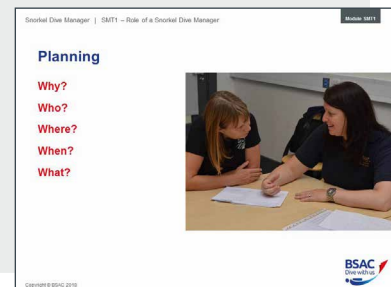 Snorkel Dive Manager | SMT1 – Role of a Snorkel Dive Manager
Module SMT1
Planning
Why?
Who?
Where?
When?
What?
BSAC
Dive with us
Copyright © BSAC 2016